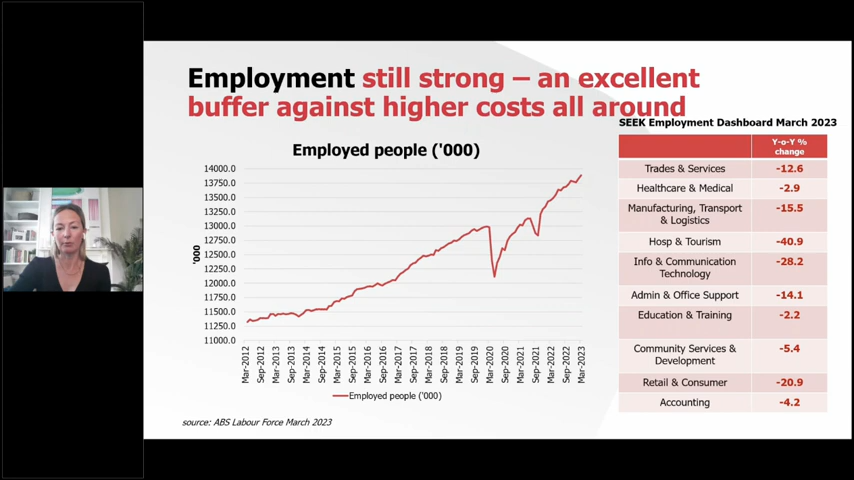 Employment still strong – an excellent
buffer against higher costs all around
SEEK Employment Dashboard March 2023
Employed people ('000)
14000.0
13750.0
13500.0
13250.0
13000.0
12750.0
12500.0
12250.0
12000.0
11750.0
11500.0
11250.0
11000.0
'000
Mar-2012
Sep-2012
Mar-2013
Sep-2013
Mar-2014
Sep-2014
Mar-2015
Sep-2015
Mar-2016
Sep-2016
Mar-2017
Sep-2017
Mar-2018
Sep-2018
Mar-2019
Sep-2019
Mar-2020
Sep-2020
Mar-2021
Sep-2021
Mar-2022
Sep-2022
Mar-2023
Employed people ('000)
source: ABS Labour Force March 2023
Y-o-Y %
change
Trades & Services -12.6
Healthcare & Medical -2.9
Manufacturing, Transport
& Logistics -15.5
Hosp & Tourism -40.9
Info & Communication
Technology -28.2
Admin & Office Support -14.1
Education & Training -2.2
Community Services &
Development -5.4
Retail & Consumer -20.9
Accounting -4.2